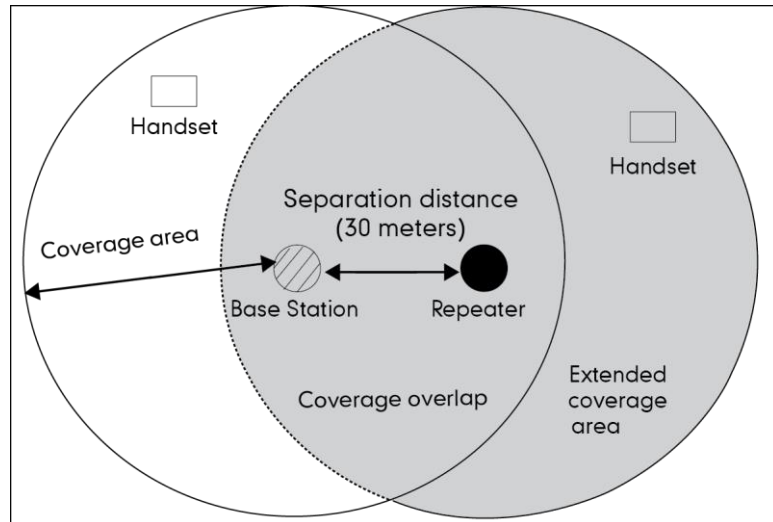 Handset
Handset
Coverage area
Separation distance
(30 meters)
Base Station
Repeater
Coverage overlap
Extended
coverage
area